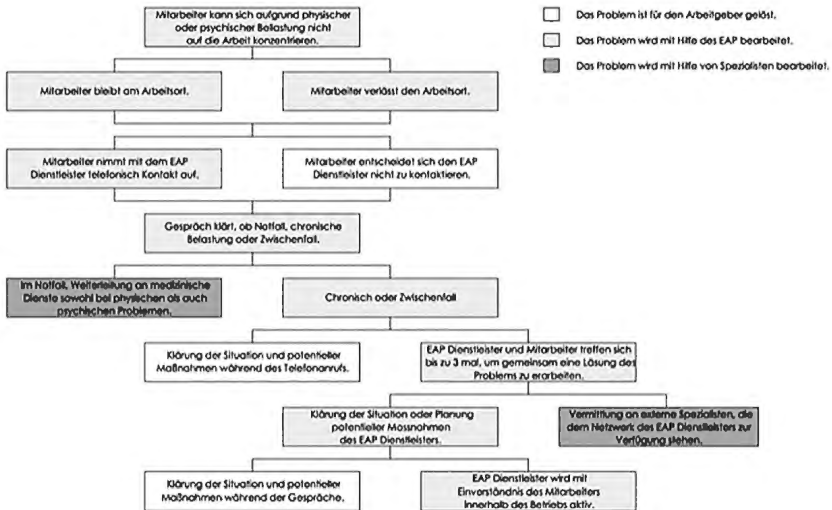 Mitarbeiter kann sich aufgrund physischer
oder psychischer Belastung nicht
auf die Arbeit konzentrieren.
Das Problem ist für den Arbeitgeber gelöst.
Das Problem wird mit Hilfe des EAP bearbeitet.
Das Problem wird mit Hilfe von Spezialisten bearbeitet.
Mitarbeiter bleibt am Arbeitsort.
Mitarbeiter verlässt den Arbeitsort.
Mitarbeiter nimmt mit dem EAP
Dienstleister telefonisch Kontakt auf.
Mitarbeiter entscheidet sich den EAP
Dienstleister nicht zu kontaktieren.
Gespräch klärt, ob Notfall, chronische
Belastung oder Zwischenfall.
Im Notfall, Weiterleitung an medizinische
Dienste sowohl bei physischen als auch
psychischen Problemen.
Chronisch oder Zwischenfall
Klärung der Situation und potentieller
Maßnahmen während des Telefonanrufs.
EAP Dienstleister und Mitarbeiter treffen sich
bis zu 3 mal, um gemeinsam eine Lösung des
Problems zu erarbeiten.
Klärung der Situation oder Planung
potentieller Massnahmen
des EAP Dienstleisters.
Vermittlung an externe Spezialisten, die
dem Netzwerk des EAP Dienstleisters zur
Verfügung stehen.
Klärung der Situation und potentieller
Maßnahmen während der Gespräche.
EAP Dienstleister wird mit
Einverständnis des Mitarbeiters
innerhalb des Betriebs aktiv.